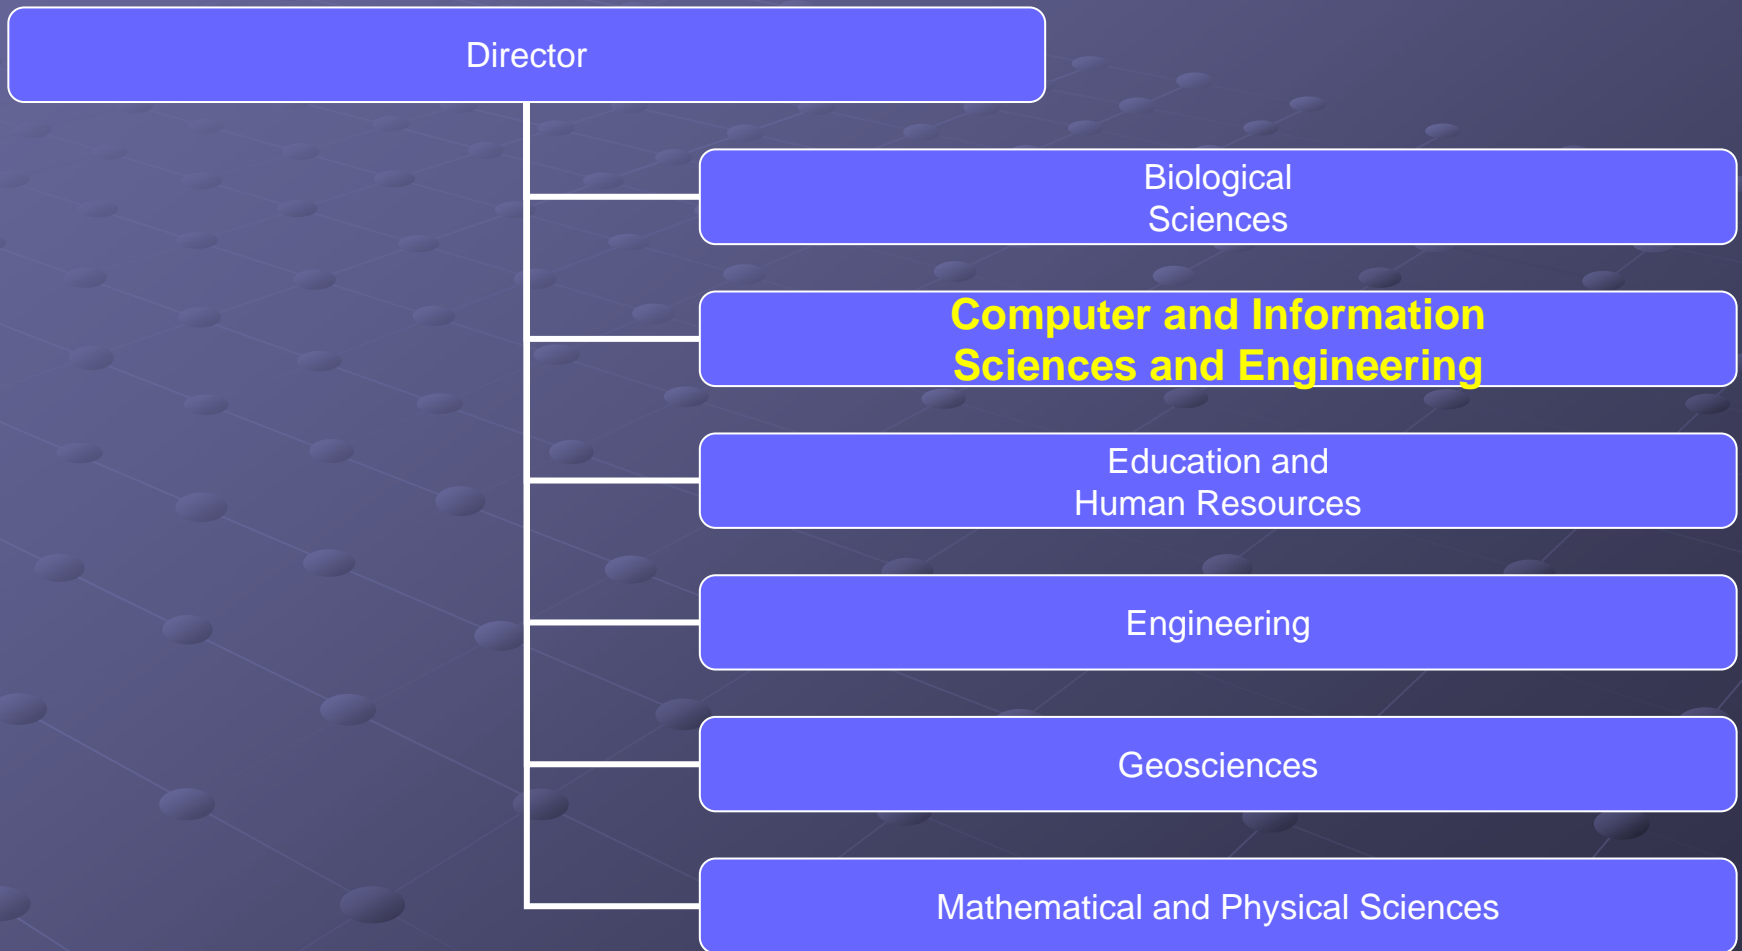 Director
Biological
Sciences
Computer and Information
Sciences and Engineering
Education and
Human Resources
Engineering
Geosciences
Mathematical and Physical Sciences